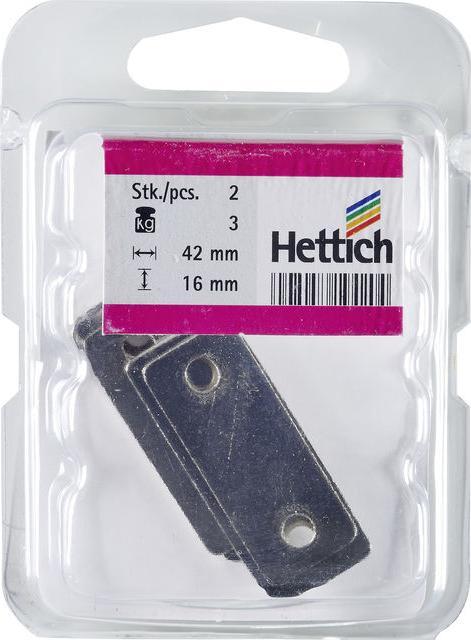 Stk./pcs. 2
kg 3
42 mm
16 mm
Hettich